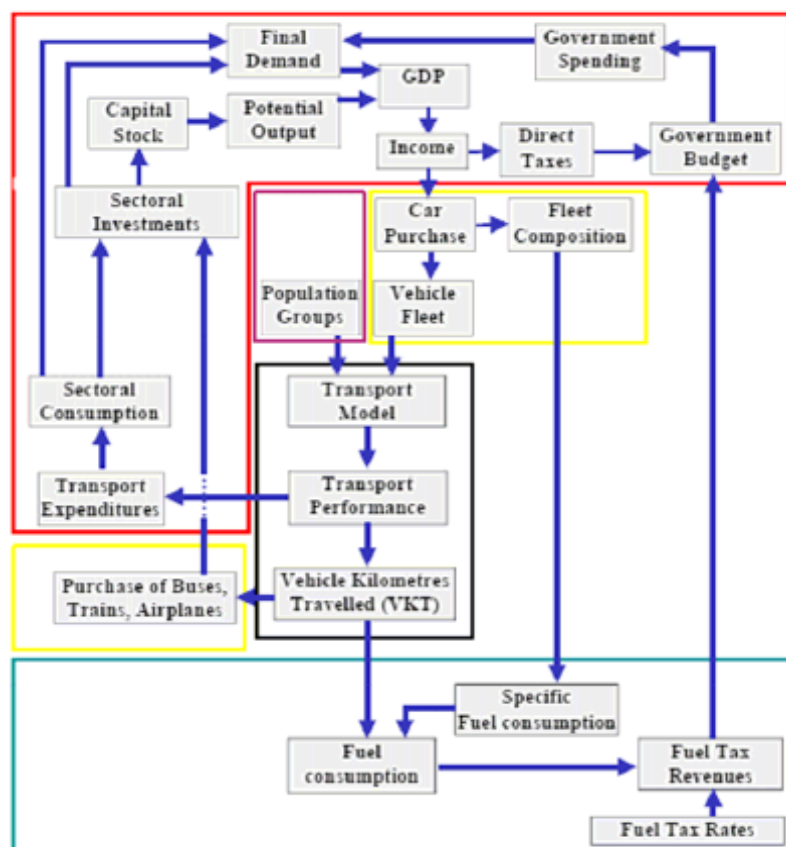 Final
Demand
Government
Spending
GDP
Capital
Stock
Potential
Output
Income
Direct
Taxes
Government
Budget
Sectoral
Investments
Car
Purchase
Fleet
Composition
Population
Groups
Vehicle
Fleet
Sectoral
Consumption
Transport
Model
Transport
Expenditures
Transport
Performance
Purchase of Buses,
Trains, Airplanes
Vehicle Kilometres
Travelled (VKT)
Specific
Fuel consumption
Fuel
consumption
Fuel Tax
Revenues
Fuel Tax Rates